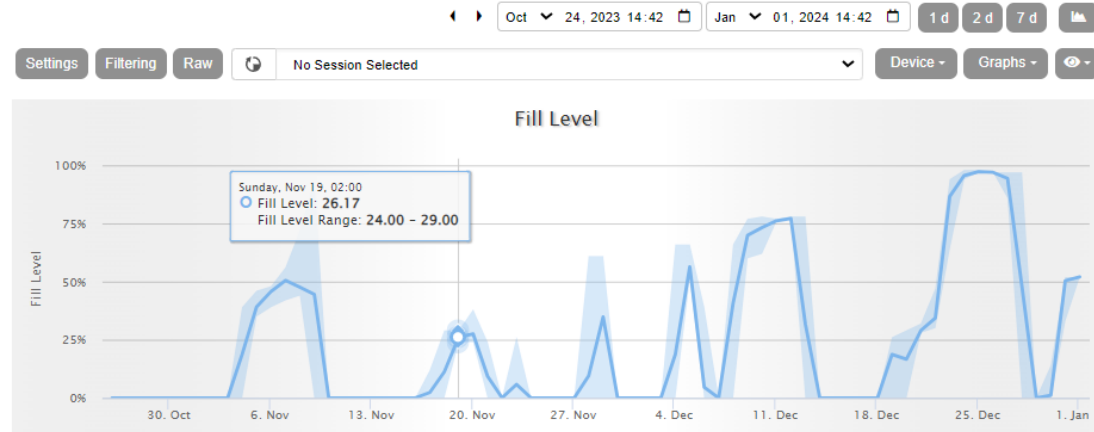 Oct 24, 2023 14:42 Jan 01, 2024 14:42 1 d 2 d 7 d
Settings Filtering Raw No Session Selected Device Graphs
Fill Level
Fill Level
100%
75%
50%
25%
0%
Sunday, Nov 19, 02:00
Fill Level: 26.17
Fill Level Range: 24.00 – 29.00
30. Oct 6. Nov 13. Nov 20. Nov 27. Nov 4. Dec 11. Dec 18. Dec 25. Dec 1. Jan